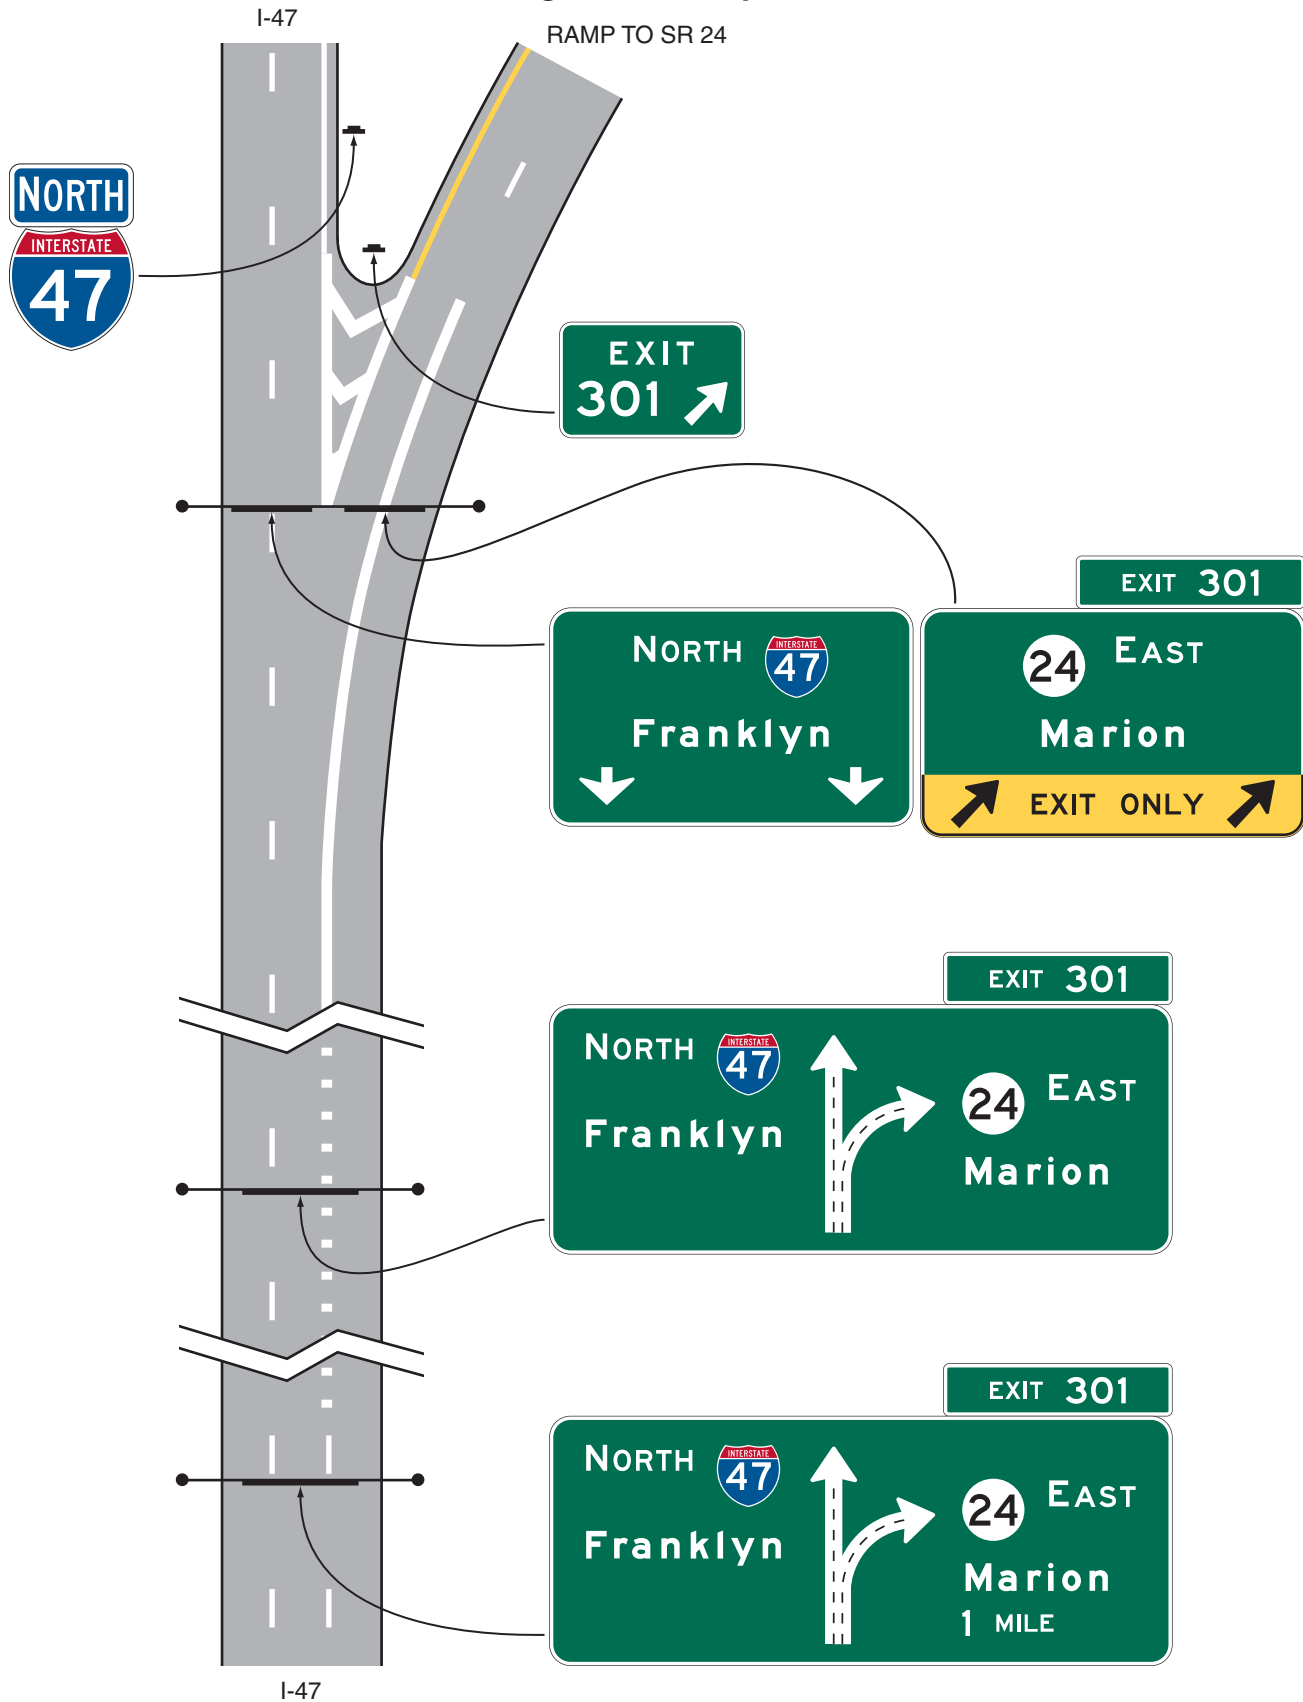 I-47
RAMP TO SR 24
NORTH
INTERSTATE
47
EXIT
301
EXIT 301
NORTH INTERSTATE 47
Franklyn
24 EAST
Marion
EXIT ONLY
EXIT 301
NORTH INTERSTATE 47
Franklyn
24 EAST
Marion
EXIT 301
NORTH INTERSTATE 47
Franklyn
24 EAST
Marion
1 MILE
I-47